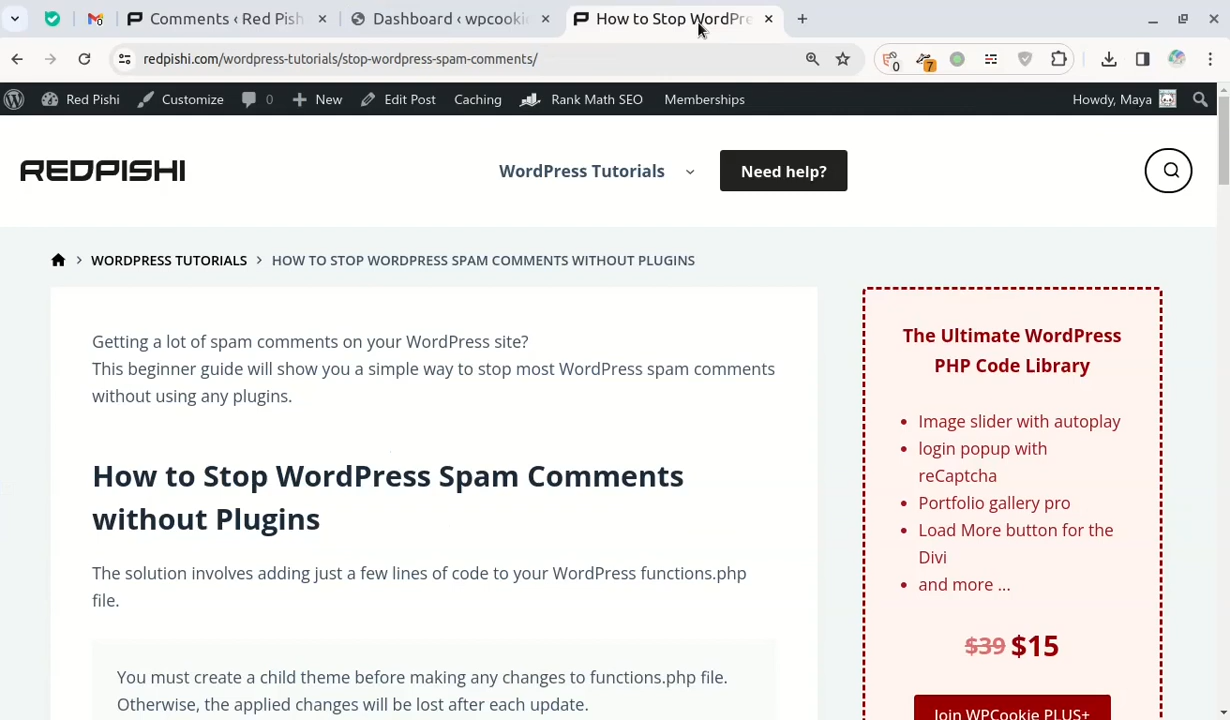 Comments ‹ Red Pish
Dashboard ‹ wpcookie
How to Stop WordPre
redpishi.com/wordpress-tutorials/stop-wordpress-spam-comments/
0
7
Red Pishi
Customize
0
New
Edit Post
Caching
Rank Math SEO
Memberships
Howdy, Maya
REDPISHI
WordPress Tutorials
Need help?
WORDPRESS TUTORIALS
HOW TO STOP WORDPRESS SPAM COMMENTS WITHOUT PLUGINS
Getting a lot of spam comments on your WordPress site?
This beginner guide will show you a simple way to stop most WordPress spam comments
without using any plugins.
How to Stop WordPress Spam Comments
without Plugins
The solution involves adding just a few lines of code to your WordPress functions.php
file.
You must create a child theme before making any changes to functions.php file.
Otherwise, the applied changes will be lost after each update.
The Ultimate WordPress
PHP Code Library
Image slider with autoplay
login popup with
reCaptcha
Portfolio gallery pro
Load More button for the
Divi
and more ...
$39 $15
Join WPCookie PLUS+